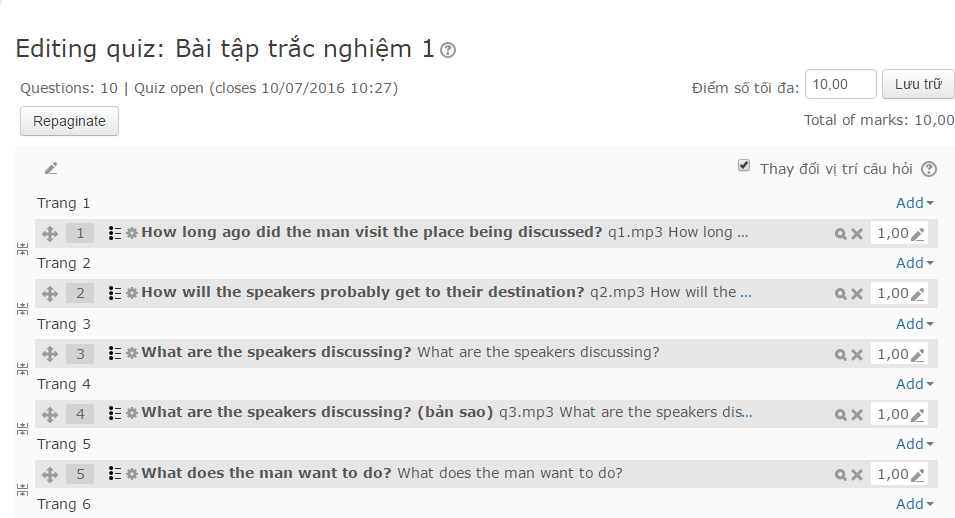 Editing quiz: Bài tập trắc nghiệm 1
Questions: 10 | Quiz open (closes 10/07/2016 10:27)
Điểm số tối đa: 10,00 Lưu trữ
Repaginate
Total of marks: 10,00
Thay đổi vị trí câu hỏi
Trang 1 Add
1 How long ago did the man visit the place being discussed? q1.mp3 How long ... 1,00
Trang 2 Add
2 How will the speakers probably get to their destination? q2.mp3 How will the ... 1,00
Trang 3 Add
3 What are the speakers discussing? What are the speakers discussing? 1,00
Trang 4 Add
4 What are the speakers discussing? (bản sao) q3.mp3 What are the speakers dis... 1,00
Trang 5 Add
5 What does the man want to do? What does the man want to do? 1,00
Trang 6 Add